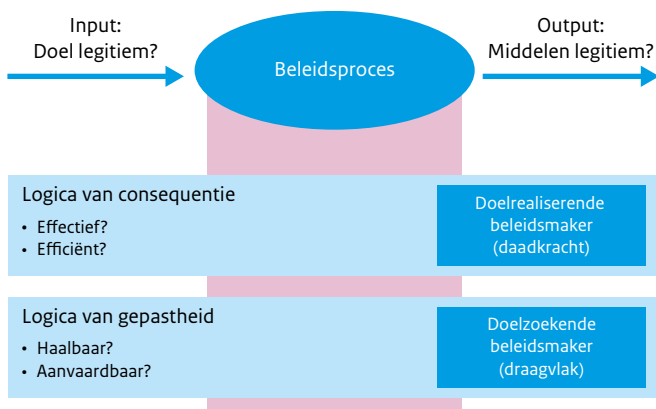 Input:
Doel legitiem?
Beleidsproces
Output:
Middelen legitiem?
Logica van consequentie
• Effectief?
• Efficiënt?
Doelrealiserende
beleidsmaker
(daadkracht)
Logica van gepastheid
• Haalbaar?
• Aanvaardbaar?
Doelzoekende
beleidsmaker
(draagvlak)